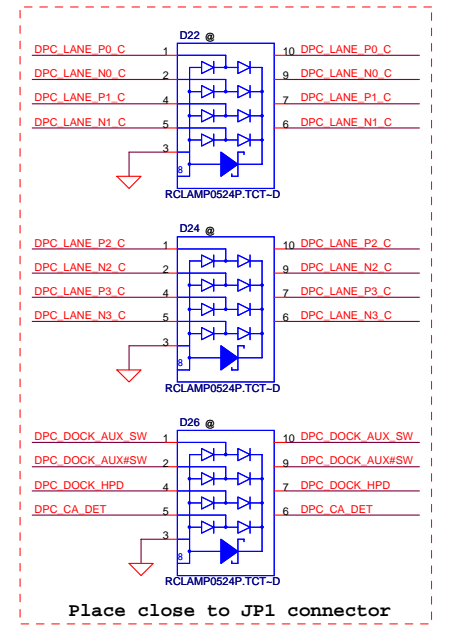 D22 @
DPC_LANE_P0_C 1 10 DPC_LANE_P0_C
DPC_LANE_N0_C 2 9 DPC_LANE_N0_C
DPC_LANE_P1_C 4 7 DPC_LANE_P1_C
DPC_LANE_N1_C 5 6 DPC_LANE_N1_C
3
8
RCLAMP0524P.TCT~D
D24 @
DPC_LANE_P2_C 1 10 DPC_LANE_P2_C
DPC_LANE_N2_C 2 9 DPC_LANE_N2_C
DPC_LANE_P3_C 4 7 DPC_LANE_P3_C
DPC_LANE_N3_C 5 6 DPC_LANE_N3_C
3
8
RCLAMP0524P.TCT~D
D26 @
DPC_DOCK_AUX_SW 1 10 DPC_DOCK_AUX_SW
DPC_DOCK_AUX#SW 2 9 DPC_DOCK_AUX#SW
DPC_DOCK_HPD 4 7 DPC_DOCK_HPD
DPC_CA_DET 5 6 DPC_CA_DET
3
8
RCLAMP0524P.TCT~D
Place close to JP1 connector